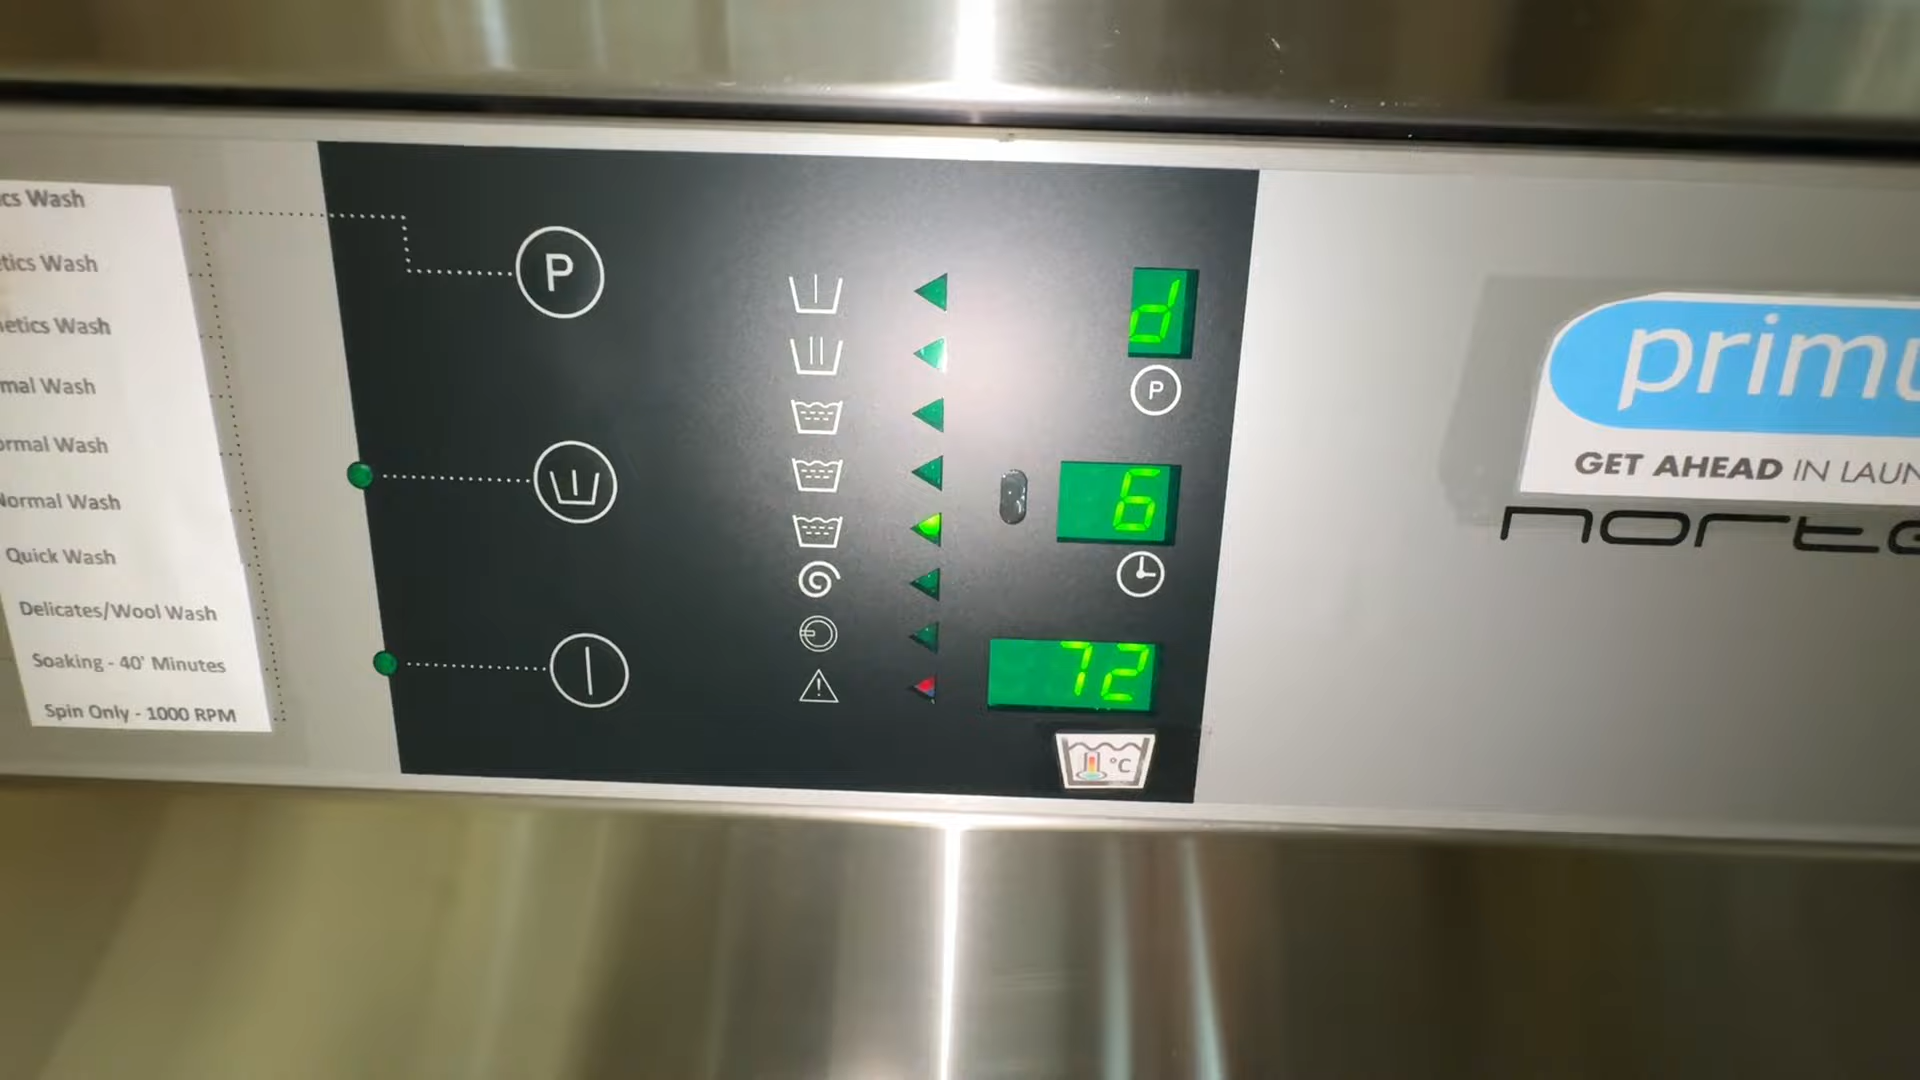 cs Wash
tics Wash
etics Wash
mal Wash
ormal Wash
Normal Wash
Quick Wash
Delicates/Wool Wash
Soaking - 40' Minutes
Spin Only - 1000 RPM
P
d
P
6
72
°C
primu
GET AHEAD IN LAUN
norte